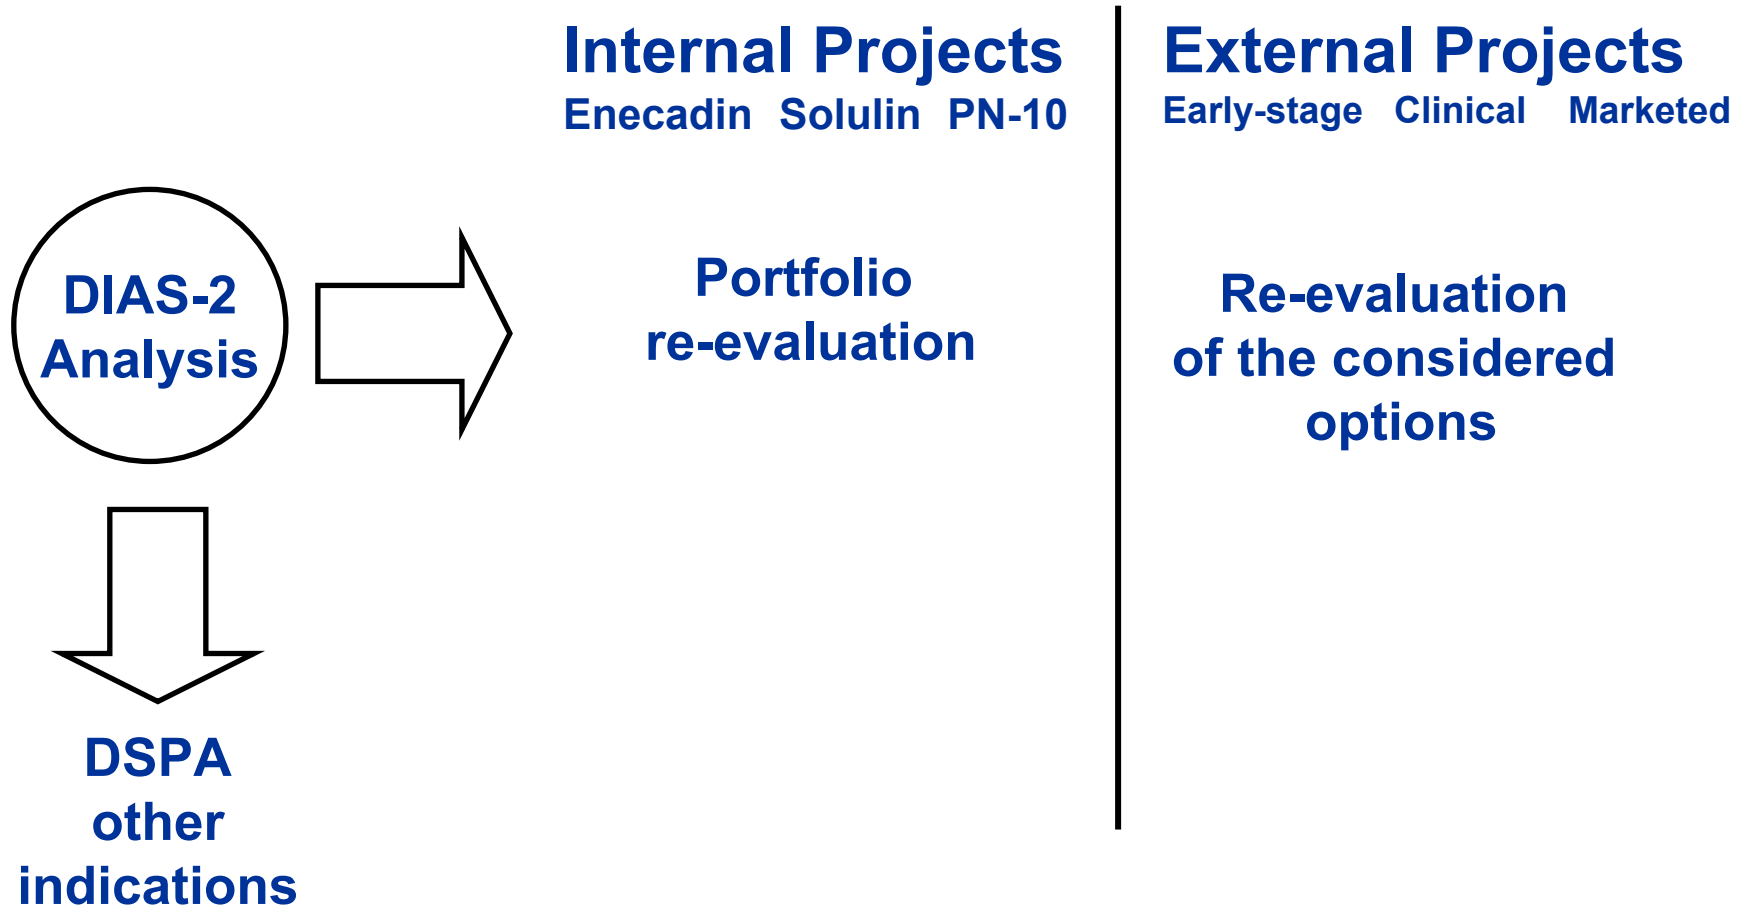 Internal Projects
Enecadin Solulin PN-10
External Projects
Early-stage Clinical Marketed
DIAS-2
Analysis
Portfolio
re-evaluation
Re-evaluation
of the considered
options
DSPA
other
indications